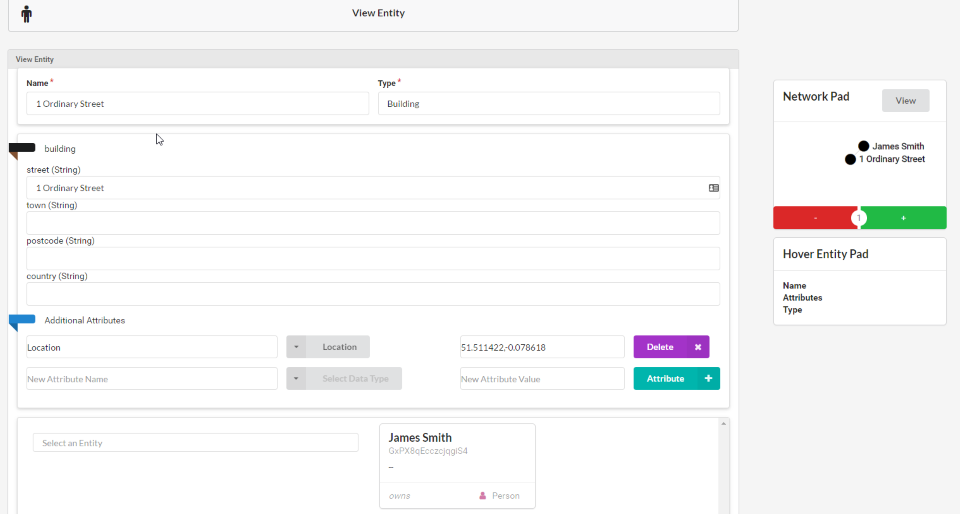 View Entity
View Entity
Name * Type *
1 Ordinary Street Building
building
street (String)
1 Ordinary Street
town (String)
postcode (String)
country (String)
Additional Attributes
Location Location 51.511422,-0.078618 Delete ×
New Attribute Name Select Data Type New Attribute Value Attribute +
Select an Entity
James Smith
GxPX8qEcczcjqgiS4
–
owns Person
Network Pad View
James Smith
1 Ordinary Street
- 1 +
Hover Entity Pad
Name
Attributes
Type